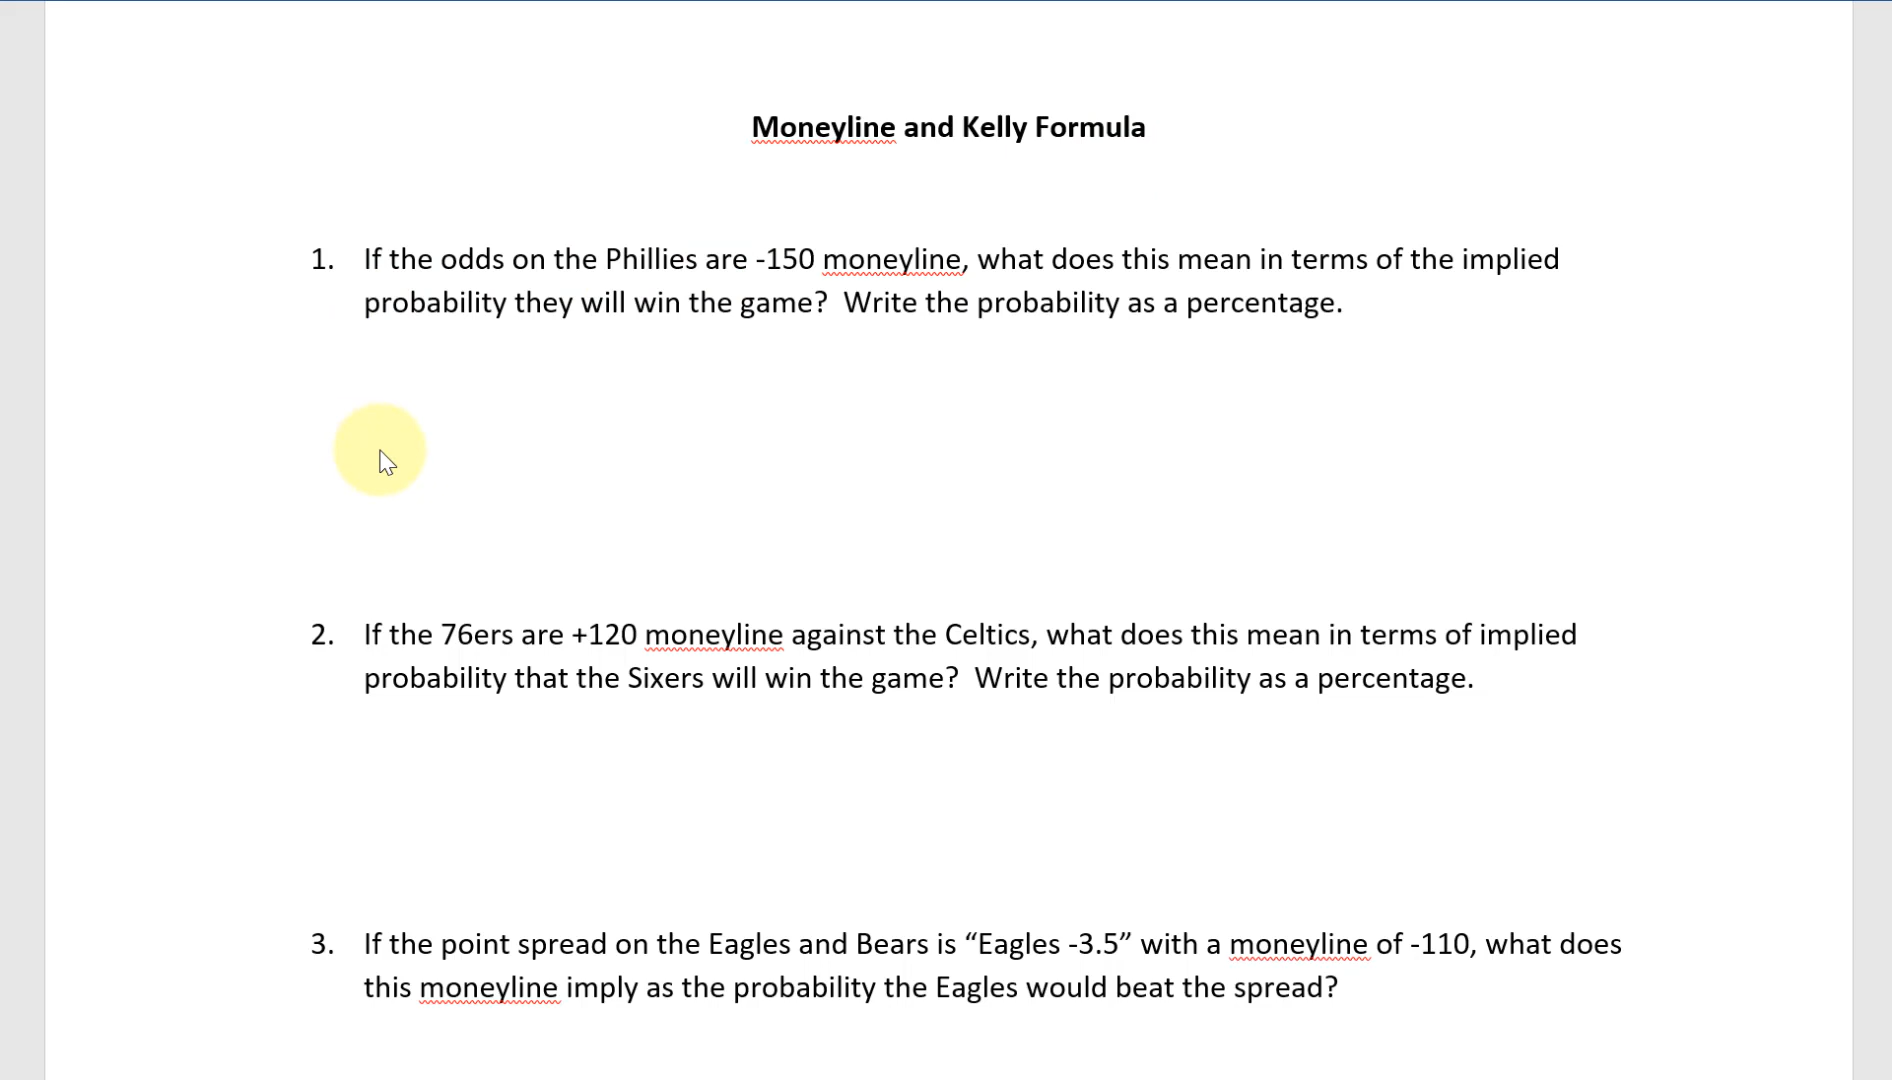 Moneyline and Kelly Formula
1. If the odds on the Phillies are -150 moneyline, what does this mean in terms of the implied
probability they will win the game?  Write the probability as a percentage.
2. If the 76ers are +120 moneyline against the Celtics, what does this mean in terms of implied
probability that the Sixers will win the game?  Write the probability as a percentage.
3. If the point spread on the Eagles and Bears is “Eagles -3.5” with a moneyline of -110, what does
this moneyline imply as the probability the Eagles would beat the spread?